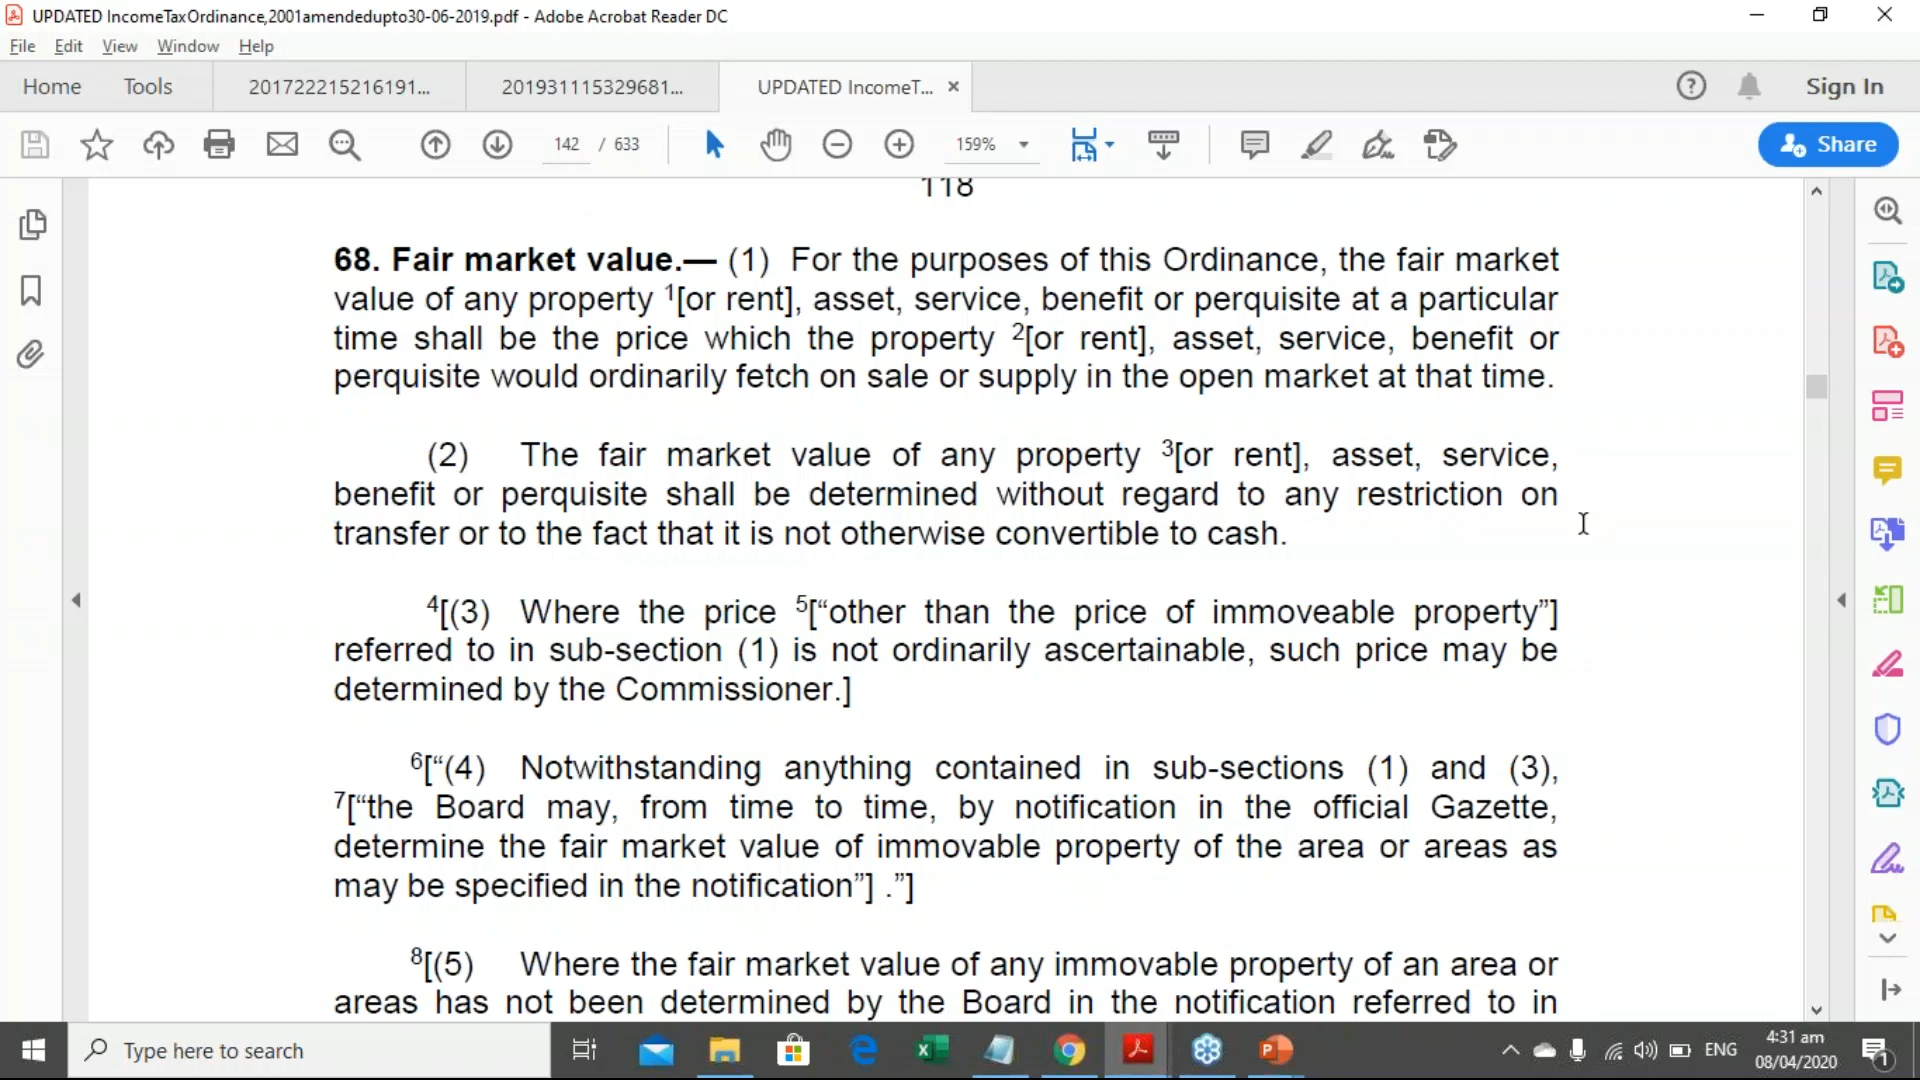 UPDATED IncomeTaxOrdinance,2001amendedupto30-06-2019.pdf - Adobe Acrobat Reader DC
File Edit View Window Help
Home Tools 201722215216191... 201931115329681... UPDATED IncomeT... × Sign In
142 / 633 159% Share
118
68. Fair market value.— (1) For the purposes of this Ordinance, the fair market
value of any property 1[or rent], asset, service, benefit or perquisite at a particular
time shall be the price which the property 2[or rent], asset, service, benefit or
perquisite would ordinarily fetch on sale or supply in the open market at that time.
(2) The fair market value of any property 3[or rent], asset, service,
benefit or perquisite shall be determined without regard to any restriction on
transfer or to the fact that it is not otherwise convertible to cash.
4[(3) Where the price 5[“other than the price of immoveable property”]
referred to in sub-section (1) is not ordinarily ascertainable, such price may be
determined by the Commissioner.]
6[“(4) Notwithstanding anything contained in sub-sections (1) and (3),
7[“the Board may, from time to time, by notification in the official Gazette,
determine the fair market value of immovable property of the area or areas as
may be specified in the notification”] .”]
8[(5) Where the fair market value of any immovable property of an area or
areas has not been determined by the Board in the notification referred to in
Type here to search ENG 4:31 am
08/04/2020 1